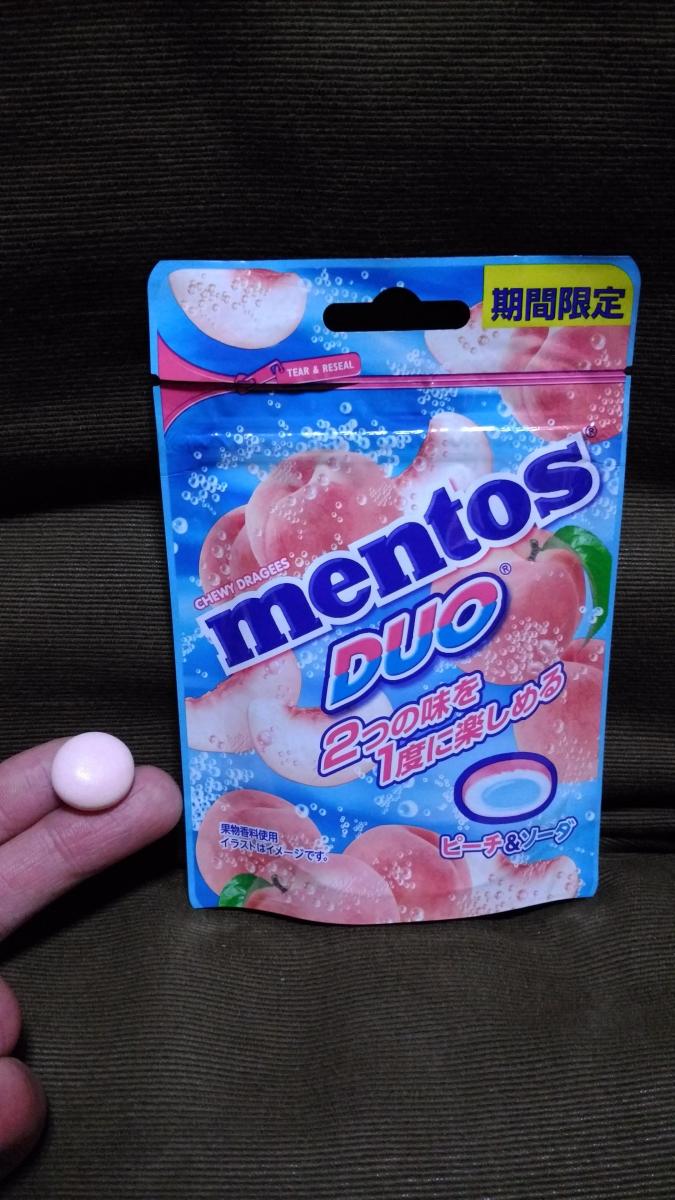 期間限定
TEAR & RESEAL
mentos®
CHEWY DRAGEES
DUO®
2つの味を
1度に楽しめる
果物香料使用
イラストはイメージです。
ピーチ&ソーダ